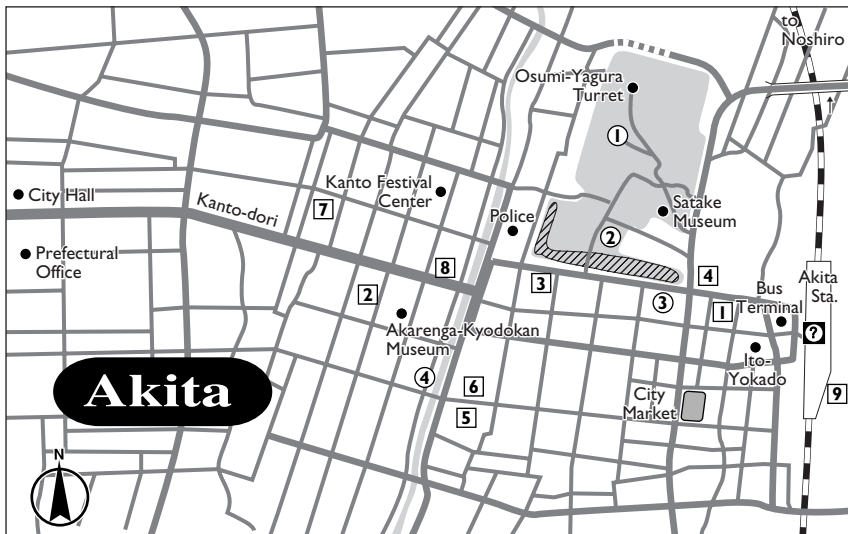 to
Noshiro
Osumi-Yagura
Turret
1
City Hall
Kanto-dori
7
Kanto Festival
Center
Police
Satake
Museum
2
Prefectural
Office
8
2
3
4
3
1
Akita
Sta.
Bus
Terminal
?
Akarenga-Kyodokan
Museum
Ito-
Yokado
4
6
5
City
Market
9
Akita
N